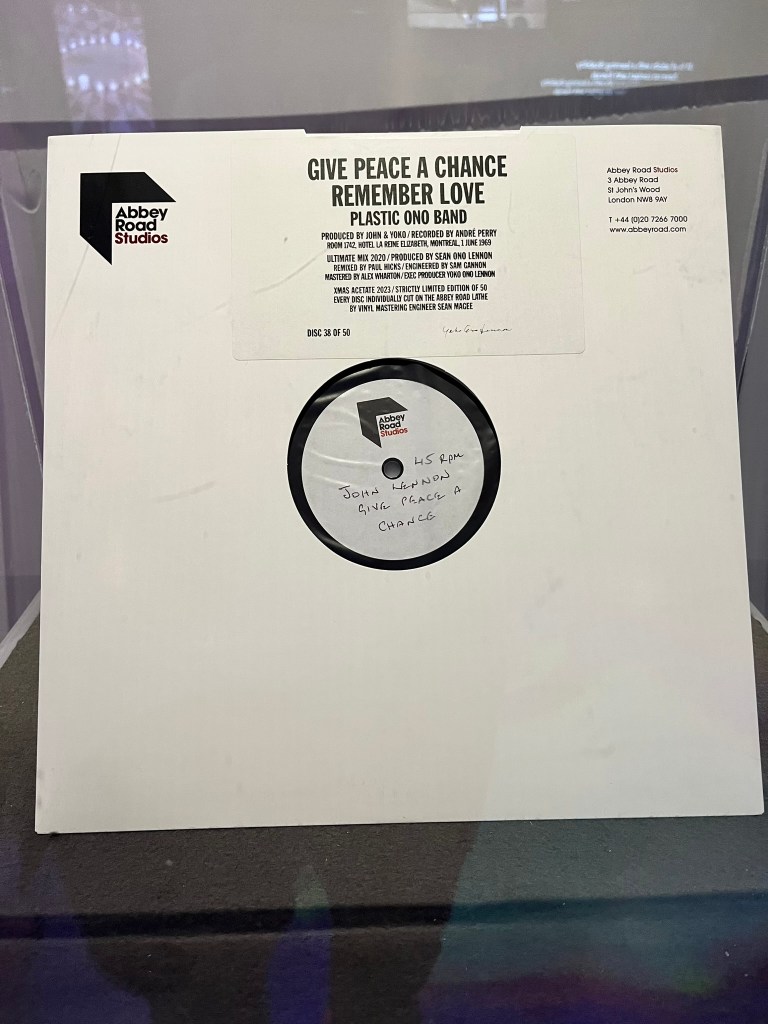 Abbey
Road
Studios
GIVE PEACE A CHANCE
REMEMBER LOVE
PLASTIC ONO BAND
PRODUCED BY JOHN & YOKO / RECORDED BY ANDRÉ PERRY
ROOM 1742, HOTEL LA REINE ELIZABETH, MONTREAL, 1 JUNE 1969
ULTIMATE MIX 2020 / PRODUCED BY SEAN ONO LENNON
REMIXED BY PAUL HICKS / ENGINEERED BY SAM GANNON
MASTERED BY ALEX WHARTON / EXEC PRODUCER YOKO ONO LENNON
XMAS ACETATE 2023 / STRICTLY LIMITED EDITION OF 50
EVERY DISC INDIVIDUALLY CUT ON THE ABBEY ROAD LATHE
BY VINYL MASTERING ENGINEER SEAN MAGEE
DISC 38 OF 50
Abbey Road Studios
3 Abbey Road
St John's Wood
London NW8 9AY
T +44 (0)20 7266 7000
www.abbeyroad.com
Abbey
Road
Studios
45 RPM
JOHN LENNON
GIVE PEACE A
CHANCE